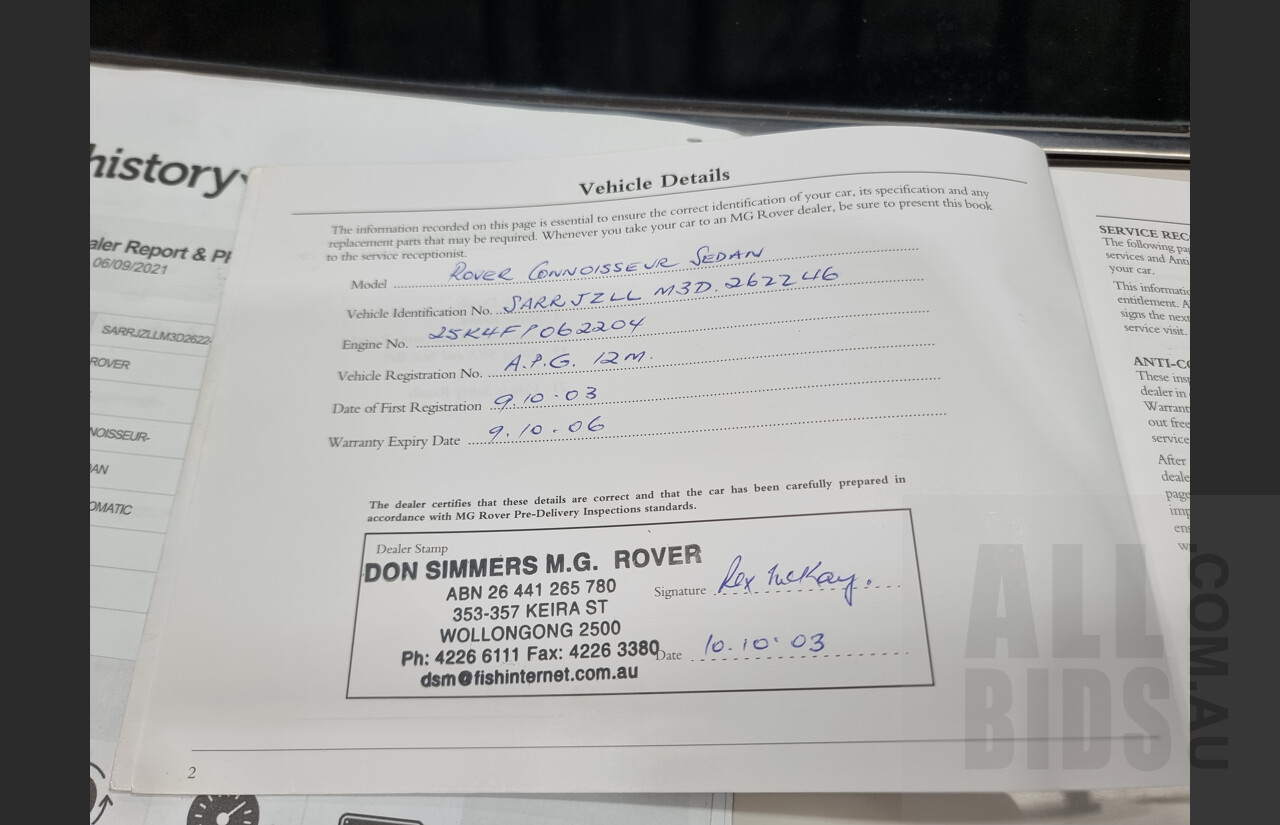 history
aler Report & P
06/09/2021
SARRJZLLM3D2622
ROVER
NOISSEUR-
AN
OMATIC
Vehicle Details
The information recorded on this page is essential to ensure the correct identification of your car, its specification and any
replacement parts that may be required. Whenever you take your car to an MG Rover dealer, be sure to present this book
to the service receptionist.
Model ROVER CONNOISSEUR SEDAN
Vehicle Identification No. SARRJZLL M3D.262246
Engine No. 25K4FP062204
Vehicle Registration No. A.P.G. 12M.
Date of First Registration 9.10.03
Warranty Expiry Date 9.10.06
The dealer certifies that these details are correct and that the car has been carefully prepared in
accordance with MG Rover Pre-Delivery Inspections standards.
Dealer Stamp
DON SIMMERS M.G. ROVER
ABN 26 441 265 780
353-357 KEIRA ST
WOLLONGONG 2500
Ph: 4226 6111 Fax: 4226 3380
dsm@fishinternet.com.au
Signature Rex McKay.
Date 10.10.03
2
SERVICE REC
The following pa
services and Anti
your car.
This informatio
entitlement. A
signs the next
service visit.
ANTI-CO
These insp
dealer in
Warrant
out free
service
After
deale
page
imp
ens
w
ALL
BIDS
.COM.AU